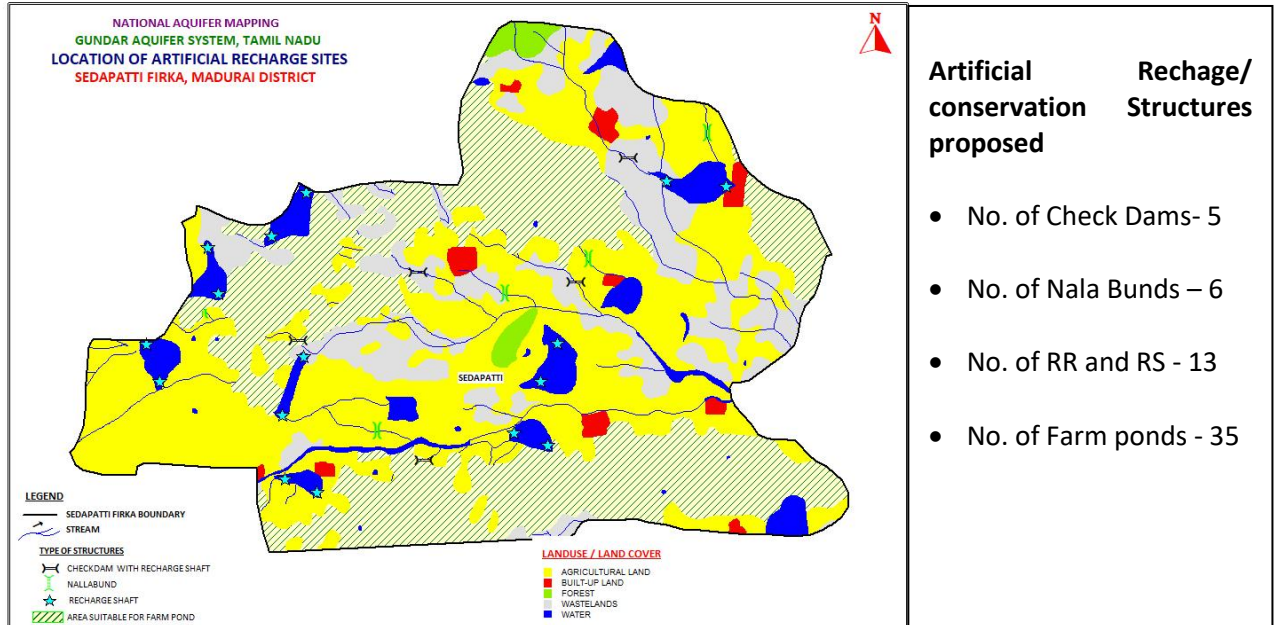 NATIONAL AQUIFER MAPPING
GUNDAR AQUIFER SYSTEM, TAMIL NADU
LOCATION OF ARTIFICIAL RECHARGE SITES
SEDAPATTI FIRKA, MADURAI DISTRICT
N
SEDAPATTI
LEGEND
SEDAPATTI FIRKA BOUNDARY
STREAM
TYPE OF STRUCTURES
CHECKDAM WITH RECHARGE SHAFT
NALLABUND
RECHARGE SHAFT
AREA SUITABLE FOR FARM POND
LANDUSE / LAND COVER
AGRICULTURAL LAND
BUILT-UP LAND
FOREST
WASTELANDS
WATER
Artificial Rechage/
conservation Structures
proposed
• No. of Check Dams- 5
• No. of Nala Bunds – 6
• No. of RR and RS - 13
• No. of Farm ponds - 35